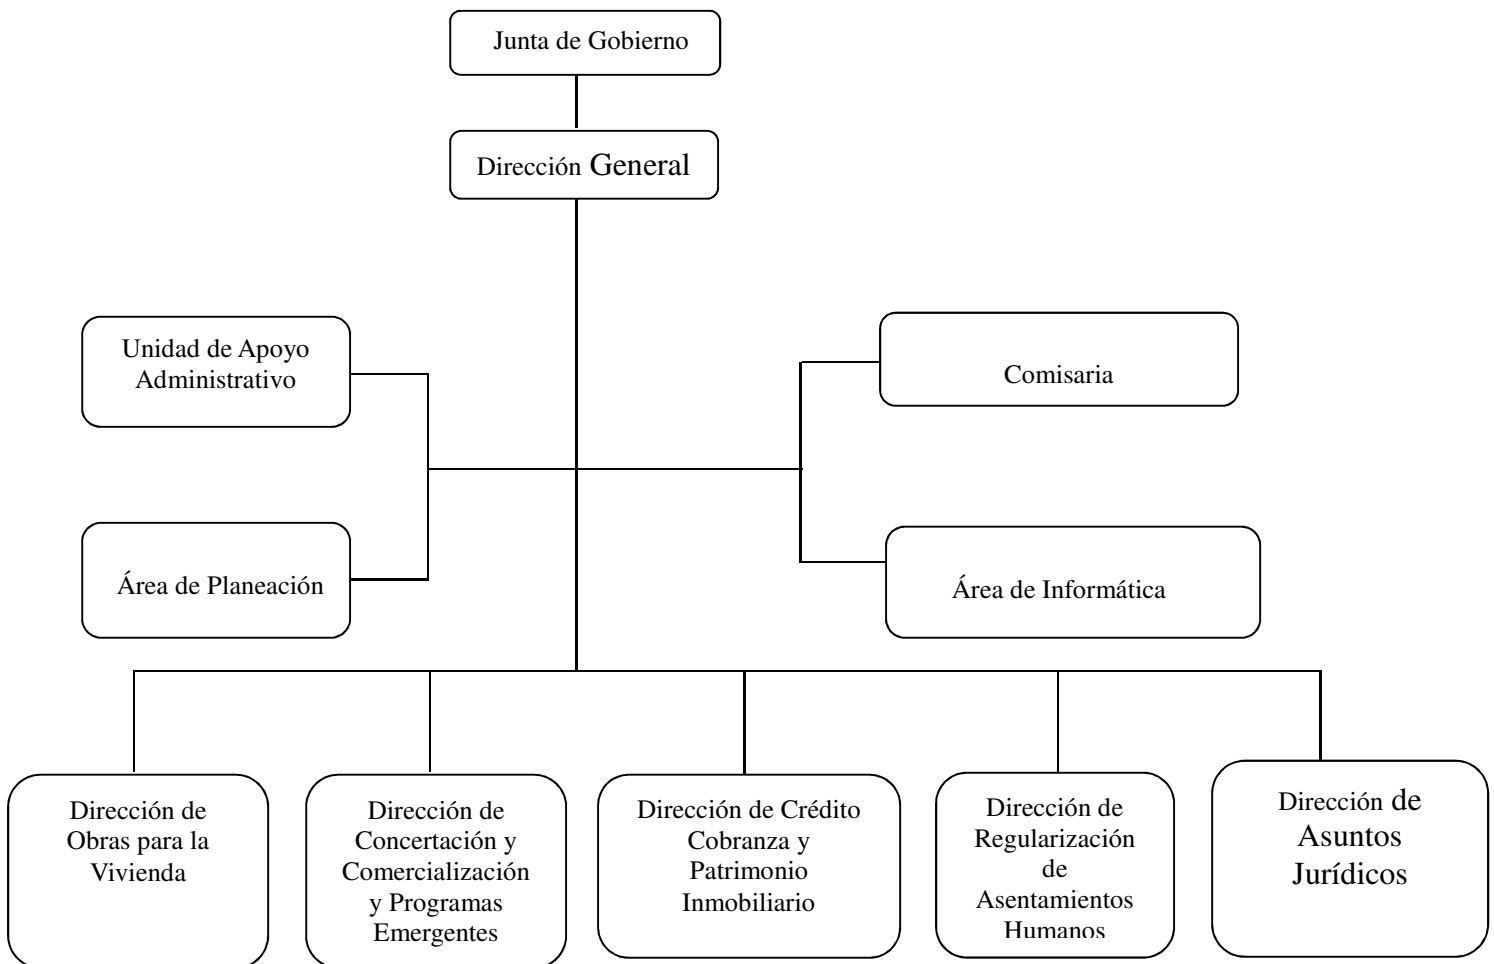 Junta de Gobierno
Dirección General
Unidad de Apoyo
Administrativo
Comisaria
Área de Planeación
Área de Informática
Dirección de
Obras para la
Vivienda
Dirección de
Concertación y
Comercialización
y Programas
Emergentes
Dirección de Crédito
Cobranza y
Patrimonio
Inmobiliario
Dirección de
Regularización
de
Asentamientos
Humanos
Dirección de
Asuntos
Jurídicos